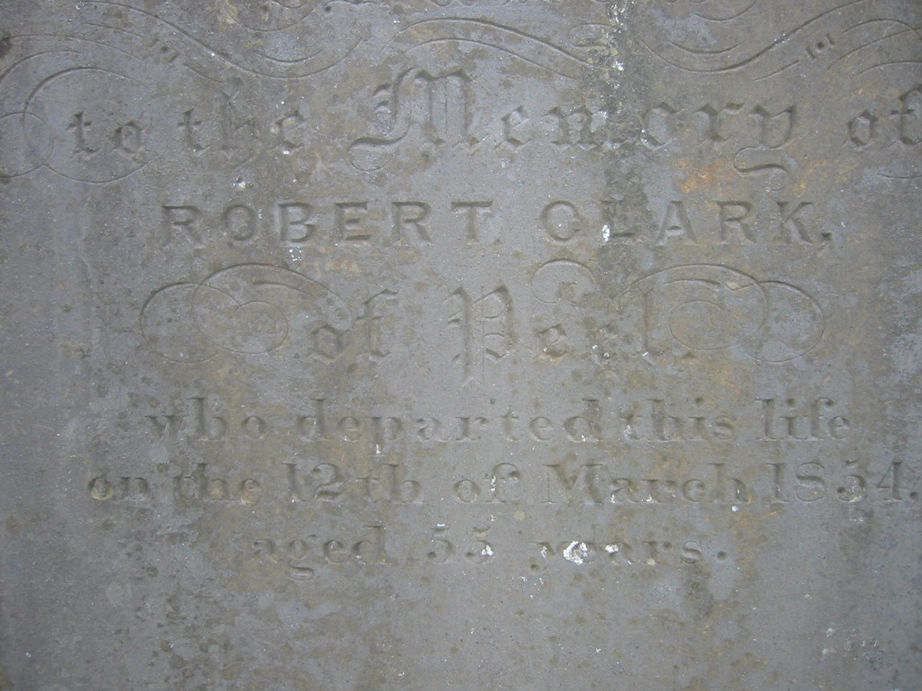 to the Memory of
ROBERT CLARK,
of Peel.
who departed this life
on the 12th of March 1854.
aged 55 years.